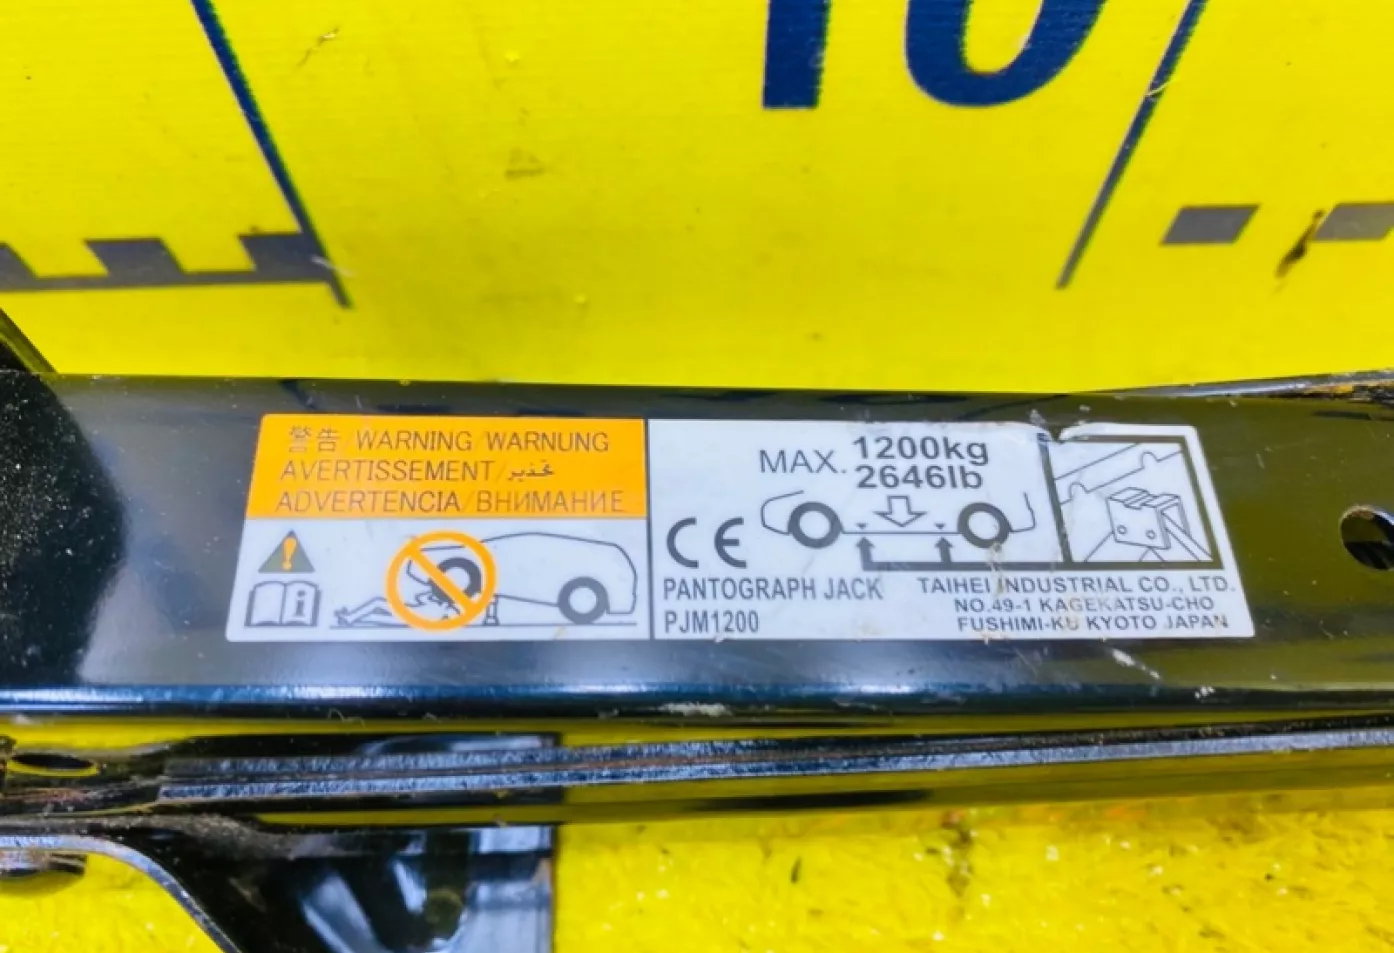 10
警告 WARNING/WARNUNG
AVERTISSEMENT/تحذير
ADVERTENCIA/ВНИМАНИЕ
MAX. 1200kg
2646lb
CE
PANTOGRAPH JACK
PJM1200
TAIHEI INDUSTRIAL CO., LTD.
NO.49-1 KAGEKATSU-CHO
FUSHIMI-KU KYOTO JAPAN